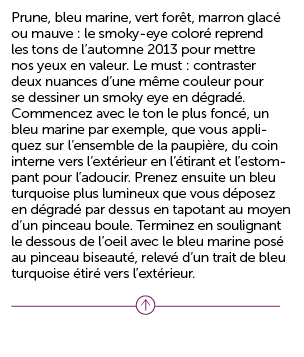 Prune, bleu marine, vert forêt, marron glacé
ou mauve : le smoky-eye coloré reprend
les tons de l’automne 2013 pour mettre
nos yeux en valeur. Le must : contraster
deux nuances d’une même couleur pour
se dessiner un smoky eye en dégradé.
Commencez avec le ton le plus foncé, un
bleu marine par exemple, que vous appli-
quez sur l’ensemble de la paupière, du coin
interne vers l’extérieur en l’étirant et l’estom-
pant pour l’adoucir. Prenez ensuite un bleu
turquoise plus lumineux que vous déposez
en dégradé par dessus en tapotant au moyen
d’un pinceau boule. Terminez en soulignant
le dessous de l’oeil avec le bleu marine posé
au pinceau biseauté, relevé d’un trait de bleu
turquoise étiré vers l’extérieur.